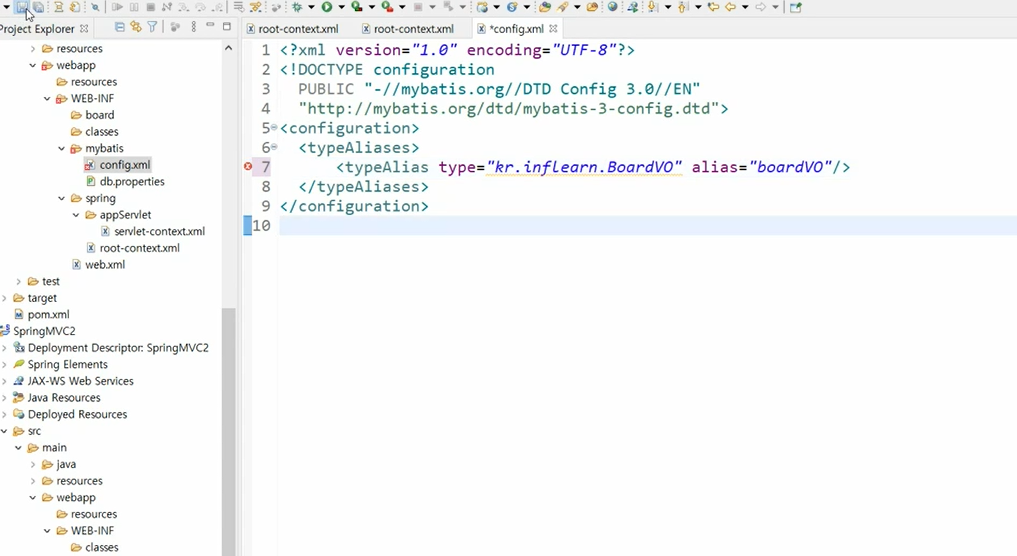 Project Explorer
resources
webapp
resources
WEB-INF
board
classes
mybatis
config.xml
db.properties
spring
appServlet
servlet-context.xml
root-context.xml
web.xml
test
target
pom.xml
SpringMVC2
Deployment Descriptor: SpringMVC2
Spring Elements
JAX-WS Web Services
Java Resources
Deployed Resources
src
main
java
resources
webapp
resources
WEB-INF
classes
root-context.xml root-context.xml *config.xml
1 <?xml version="1.0" encoding="UTF-8"?>
2 <!DOCTYPE configuration
3 PUBLIC "-//mybatis.org//DTD Config 3.0//EN"
4 "http://mybatis.org/dtd/mybatis-3-config.dtd">
5 <configuration>
6 <typeAliases>
7 <typeAlias type="kr.inflearn.BoardVO" alias="boardVO"/>
8 </typeAliases>
9 </configuration>
10